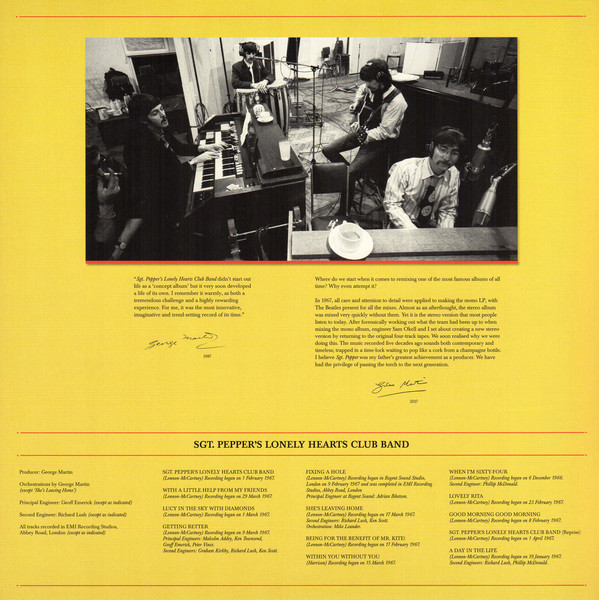 "Sgt. Pepper's Lonely Hearts Club Band didn't start out
life as a 'concept album' but it very soon developed
a life of its own. I remember it warmly, as both a
tremendous challenge and a highly rewarding
experience. For me, it was the most innovative,
imaginative and trend-setting record of its time."
George Martin
1987
Where do we start when it comes to remixing one of the most famous albums of all
time? Why even attempt it?
In 1967, all care and attention to detail were applied to making the mono LP, with
The Beatles present for all the mixes. Almost as an afterthought, the stereo album
was mixed very quickly without them. Yet it is the stereo version that most people
listen to today. After forensically working out what the team had been up to when
mixing the mono album, engineer Sam Okell and I set about creating a new stereo
version by returning to the original four-track tapes. We soon realised why we were
doing this. The music recorded five decades ago sounds both contemporary and
timeless; trapped in a time-lock waiting to pop like a cork from a champagne bottle.
I believe Sgt. Pepper was my father's greatest achievement as a producer. We have
had the privilege of passing the torch to the next generation.
Giles Martin
2017
SGT. PEPPER'S LONELY HEARTS CLUB BAND
Producer: George Martin
Orchestrations by George Martin
(except 'She's Leaving Home')
Principal Engineer: Geoff Emerick (except as indicated)
Second Engineer: Richard Lush (except as indicated)
All tracks recorded in EMI Recording Studios,
Abbey Road, London (except as indicated)
SGT. PEPPER'S LONELY HEARTS CLUB BAND
(Lennon-McCartney) Recording began on 1 February 1967.
WITH A LITTLE HELP FROM MY FRIENDS
(Lennon-McCartney) Recording began on 29 March 1967.
LUCY IN THE SKY WITH DIAMONDS
(Lennon-McCartney) Recording began on 1 March 1967.
GETTING BETTER
(Lennon-McCartney) Recording began on 9 March 1967.
Principal Engineers: Malcolm Addey, Ken Townsend,
Geoff Emerick, Peter Vince.
Second Engineers: Graham Kirkby, Richard Lush, Ken Scott.
FIXING A HOLE
(Lennon-McCartney) Recording began at Regent Sound Studio,
London on 9 February 1967 and was completed in EMI Recording
Studios, Abbey Road, London
Principal Engineer at Regent Sound: Adrian Ibbetson.
SHE'S LEAVING HOME
(Lennon-McCartney) Recording began on 17 March 1967.
Second Engineers: Richard Lush, Ken Scott.
Orchestration: Mike Leander.
BEING FOR THE BENEFIT OF MR. KITE!
(Lennon-McCartney) Recording began on 17 February 1967.
WITHIN YOU WITHOUT YOU
(Harrison) Recording began on 15 March 1967.
WHEN I'M SIXTY-FOUR
(Lennon-McCartney) Recording began on 6 December 1966.
Second Engineer: Phillip McDonald.
LOVELY RITA
(Lennon-McCartney) Recording began on 23 February 1967.
GOOD MORNING GOOD MORNING
(Lennon-McCartney) Recording began on 8 February 1967.
SGT. PEPPER'S LONELY HEARTS CLUB BAND (Reprise)
(Lennon-McCartney) Recording began on 1 April 1967.
A DAY IN THE LIFE
(Lennon-McCartney) Recording began on 19 January 1967.
Second Engineers: Richard Lush, Phillip McDonald.